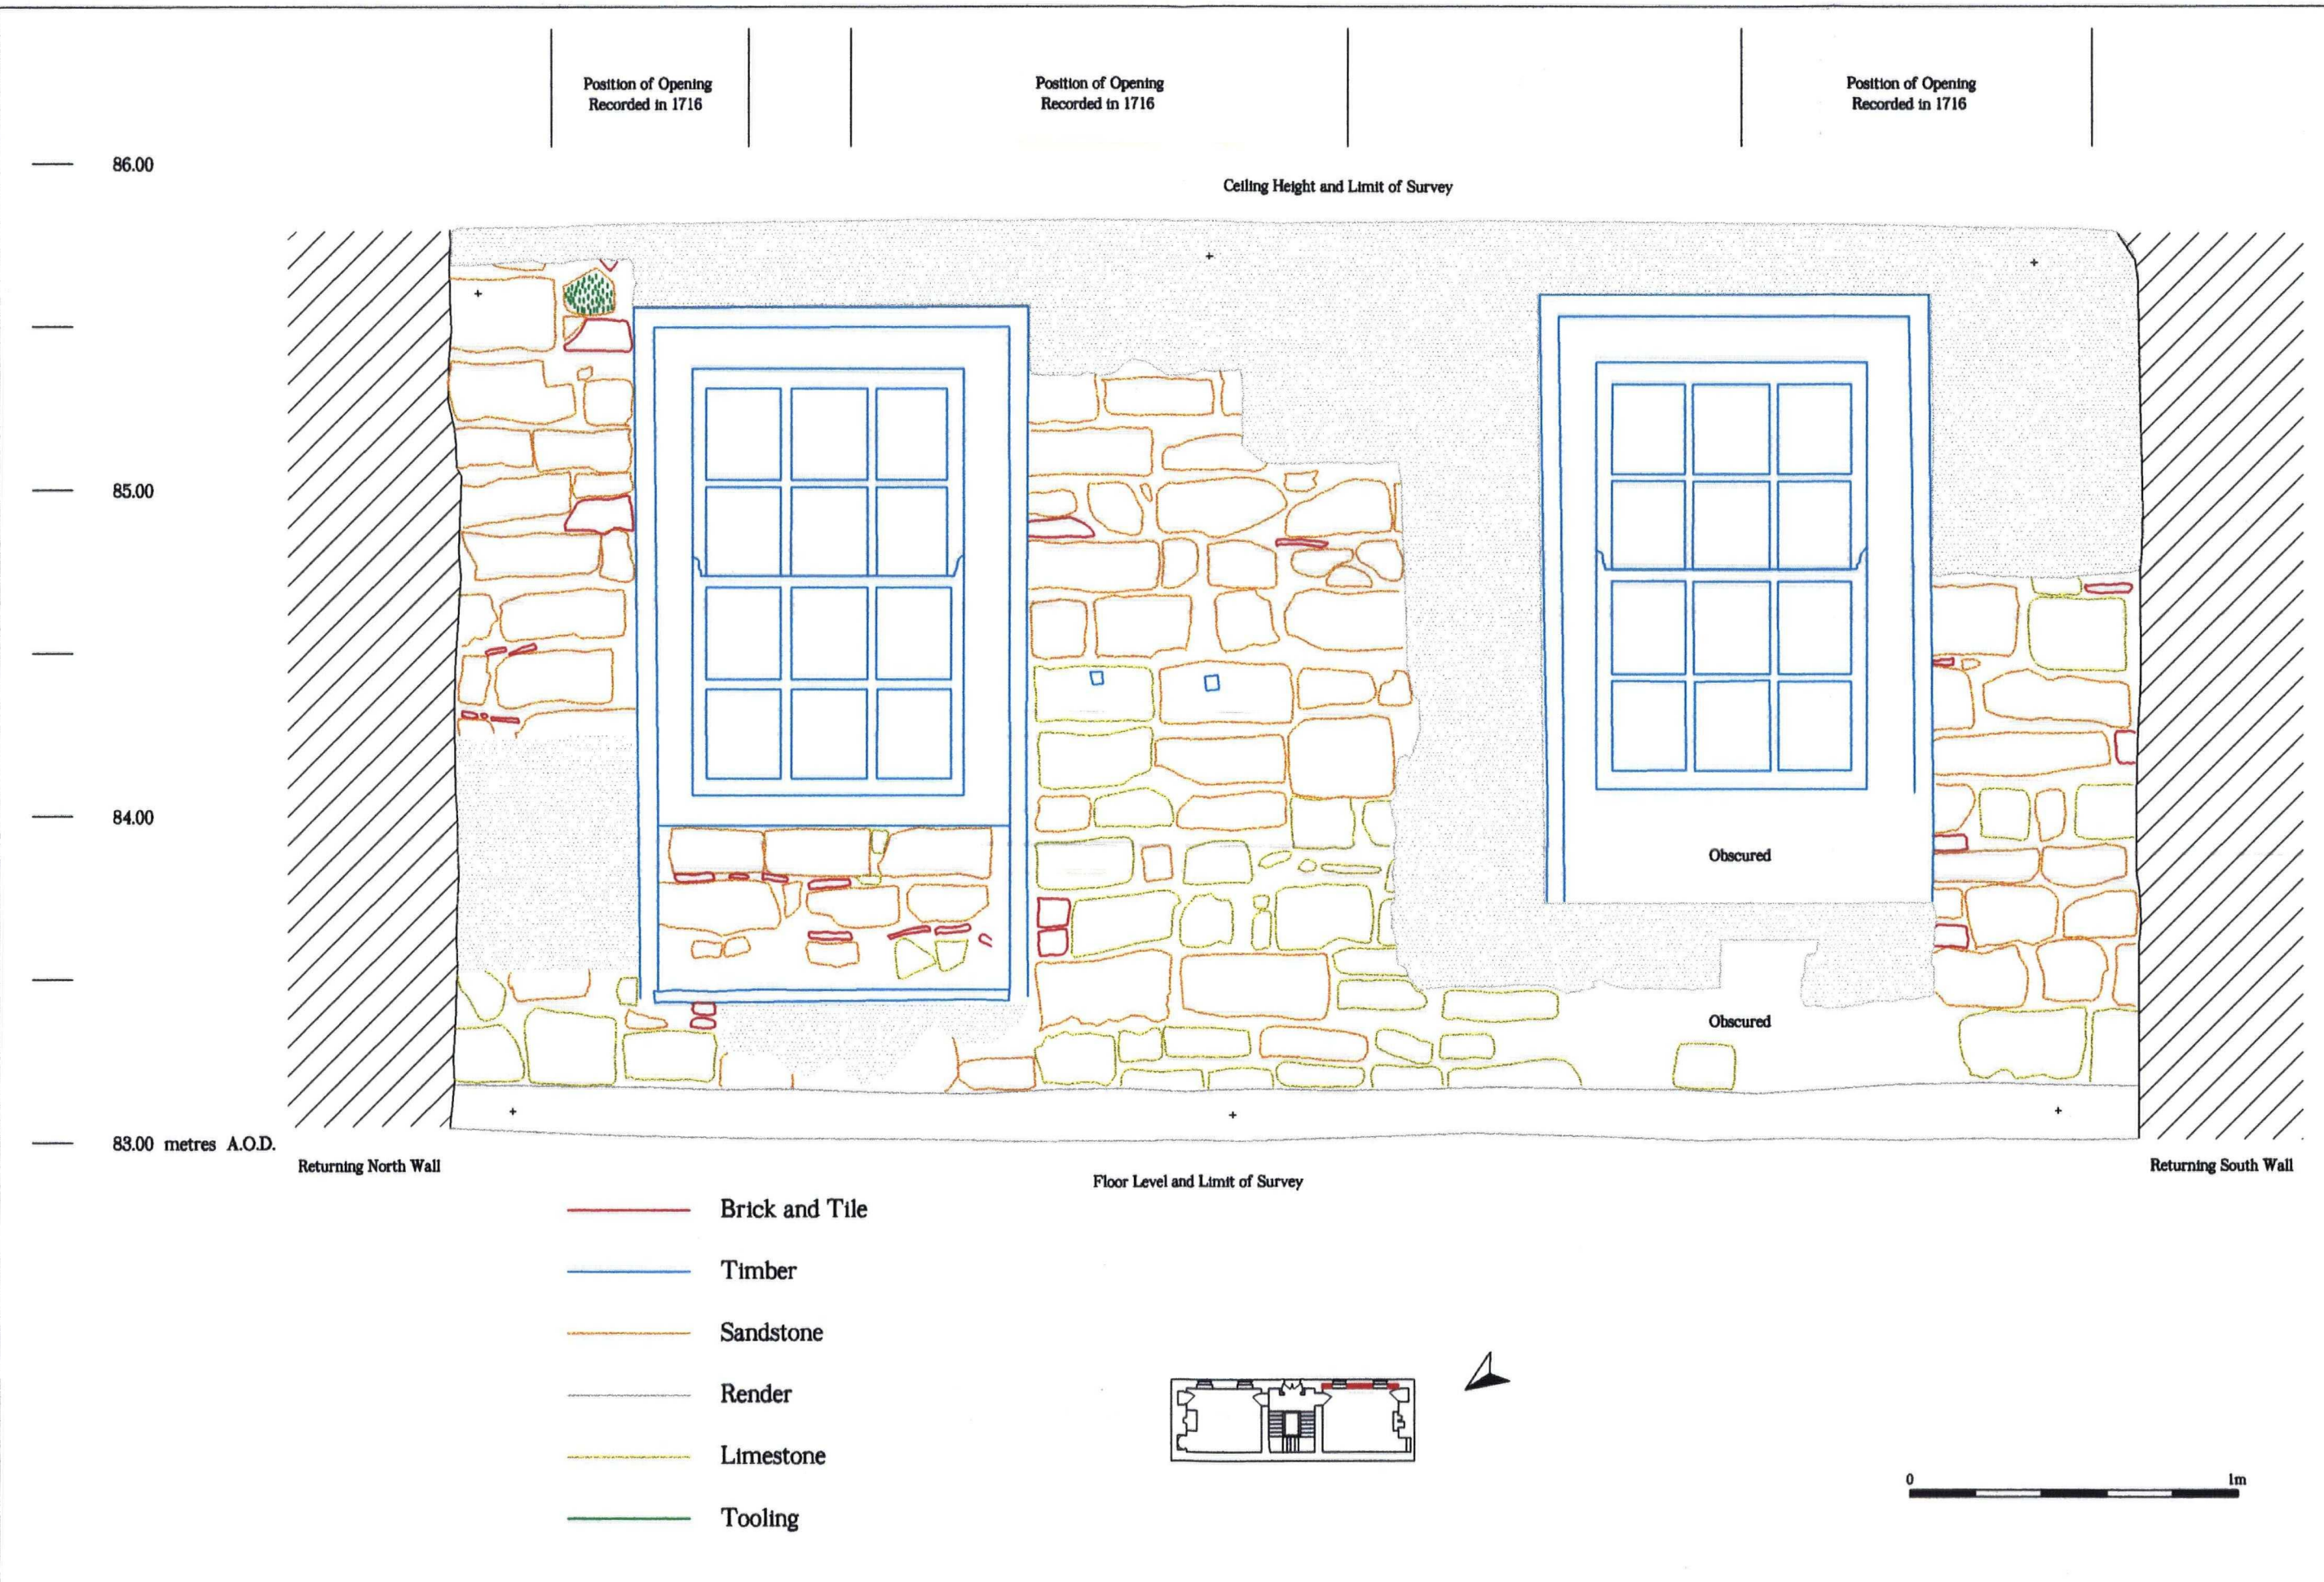 Position of Opening
Recorded in 1716
Position of Opening
Recorded in 1716
Position of Opening
Recorded in 1716
86.00
Ceiling Height and Limit of Survey
85.00
84.00
Obscured
Obscured
83.00 metres A.O.D.
Returning North Wall
Returning South Wall
Floor Level and Limit of Survey
Brick and Tile
Timber
Sandstone
Render
Limestone
Tooling
0
1m